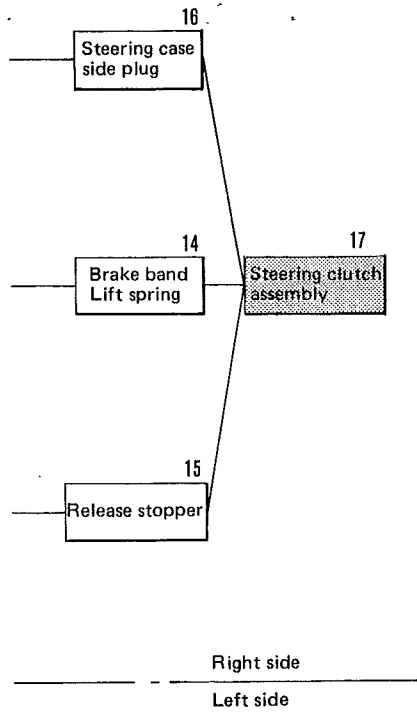 16
Steering case
side plug
14
Brake band
Lift spring
17
Steering clutch
assembly
15
Release stopper
Right side
Left side